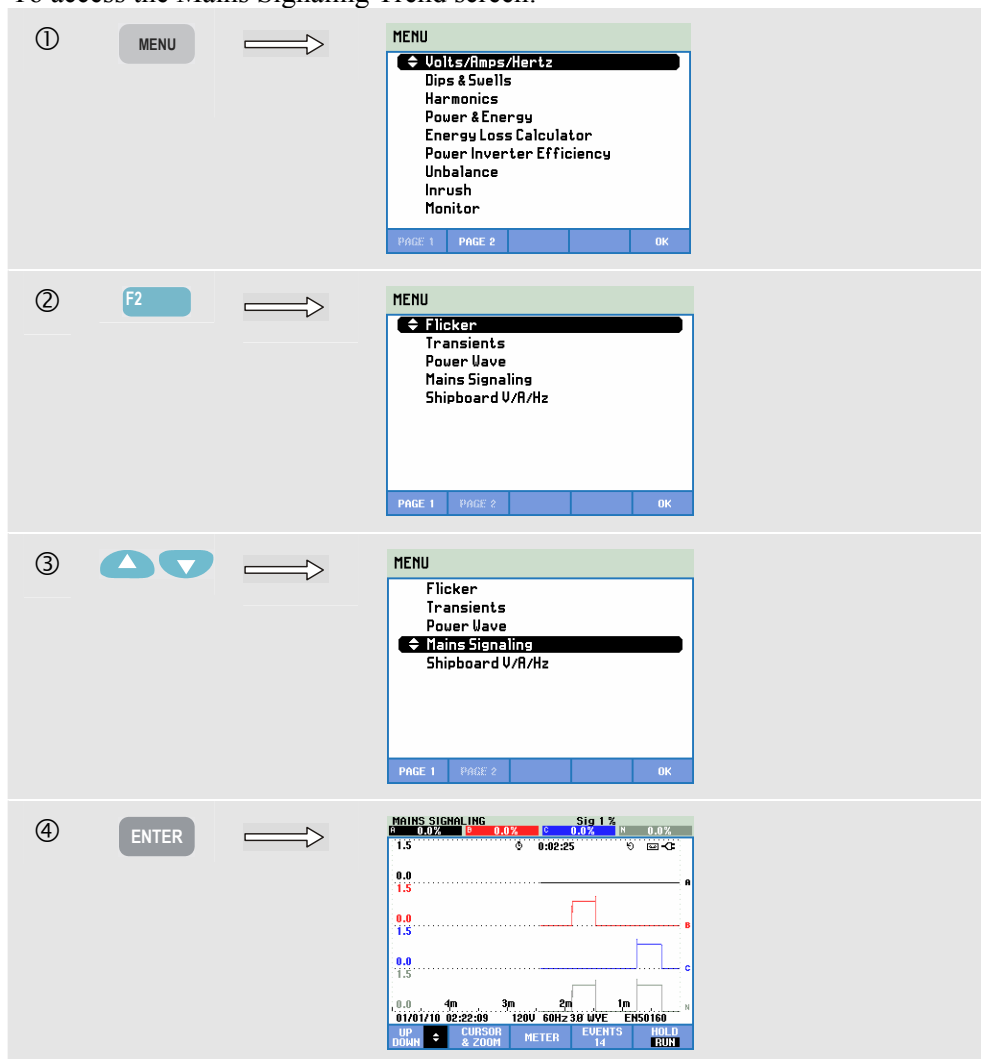 To access the Mains Signaling Trend screen:
① MENU
MENU
Volts/Amps/Hertz
Dips & Swells
Harmonics
Power & Energy
Energy Loss Calculator
Power Inverter Efficiency
Unbalance
Inrush
Monitor
PAGE 1 PAGE 2 OK
② F2
MENU
Flicker
Transients
Power Wave
Mains Signaling
Shipboard V/A/Hz
PAGE 1 PAGE 2 OK
③
MENU
Flicker
Transients
Power Wave
Mains Signaling
Shipboard V/A/Hz
PAGE 1 PAGE 2 OK
④ ENTER
MAINS SIGNALING Sig 1 %
A 0.0% B 0.0% C 0.0% N 0.0%
1.5 0:02:25
0.0 A
1.5
0.0 B
1.5
0.0 C
1.5
0.0 4m 3m 2m 1m N
01/01/10 02:22:09 120V 60Hz 3Ø WYE EN50160
UP DOWN CURSOR & ZOOM METER EVENTS 14 HOLD RUN